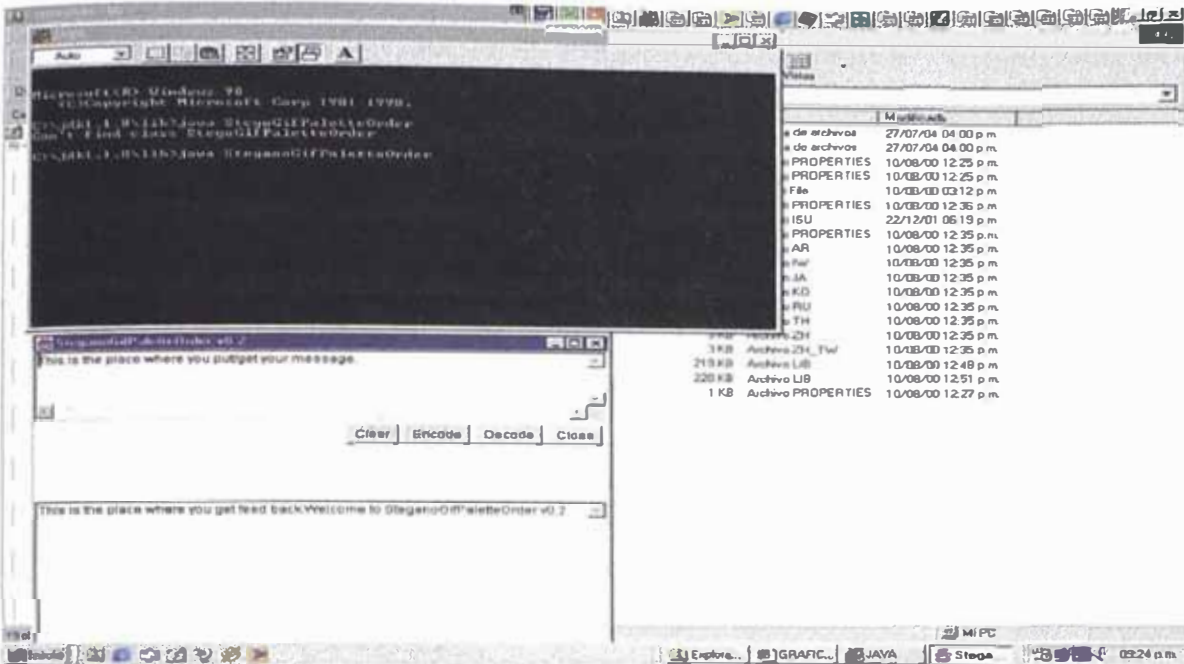 Auto
A
Microsoft(R) Windows 98
(C)Copyright Microsoft Corp 1981-1998.
C:\jdk1.1.8\lib>java StegoGifPaletteOrder
Can't find class StegoGifPaletteOrder
C:\jdk1.1.8\lib>java SteganoGifPaletteOrder
Vistas
Modificado
de archivos 27/07/04 04:00 p.m.
de archivos 27/07/04 04:00 p.m.
PROPERTIES 10/08/00 12:25 p.m.
PROPERTIES 10/08/00 12:25 p.m.
File 10/08/00 03:12 p.m.
PROPERTIES 10/08/00 12:36 p.m.
ISU 22/12/01 06:19 p.m.
PROPERTIES 10/08/00 12:35 p.m.
AR 10/08/00 12:35 p.m.
IW 10/08/00 12:35 p.m.
JA 10/08/00 12:35 p.m.
KO 10/08/00 12:35 p.m.
RU 10/08/00 12:35 p.m.
TH 10/08/00 12:35 p.m.
Archivo ZH 10/08/00 12:35 p.m.
3 KB Archivo ZH_TW 10/08/00 12:35 p.m.
219 KB Archivo LIB 10/08/00 12:48 p.m.
220 KB Archivo LIB 10/08/00 12:51 p.m.
1 KB Archivo PROPERTIES 10/08/00 12:27 p.m.
SteganoGifPaletteOrder v0.2
This is the place where you put/get your message.
Clear Encode Decode Close
This is the place where you get feed back.Welcome to SteganoGifPaletteOrder v0.2
Mi PC
Inicio Explora... GRAFIC... JAVA Stega 09:24 p.m.